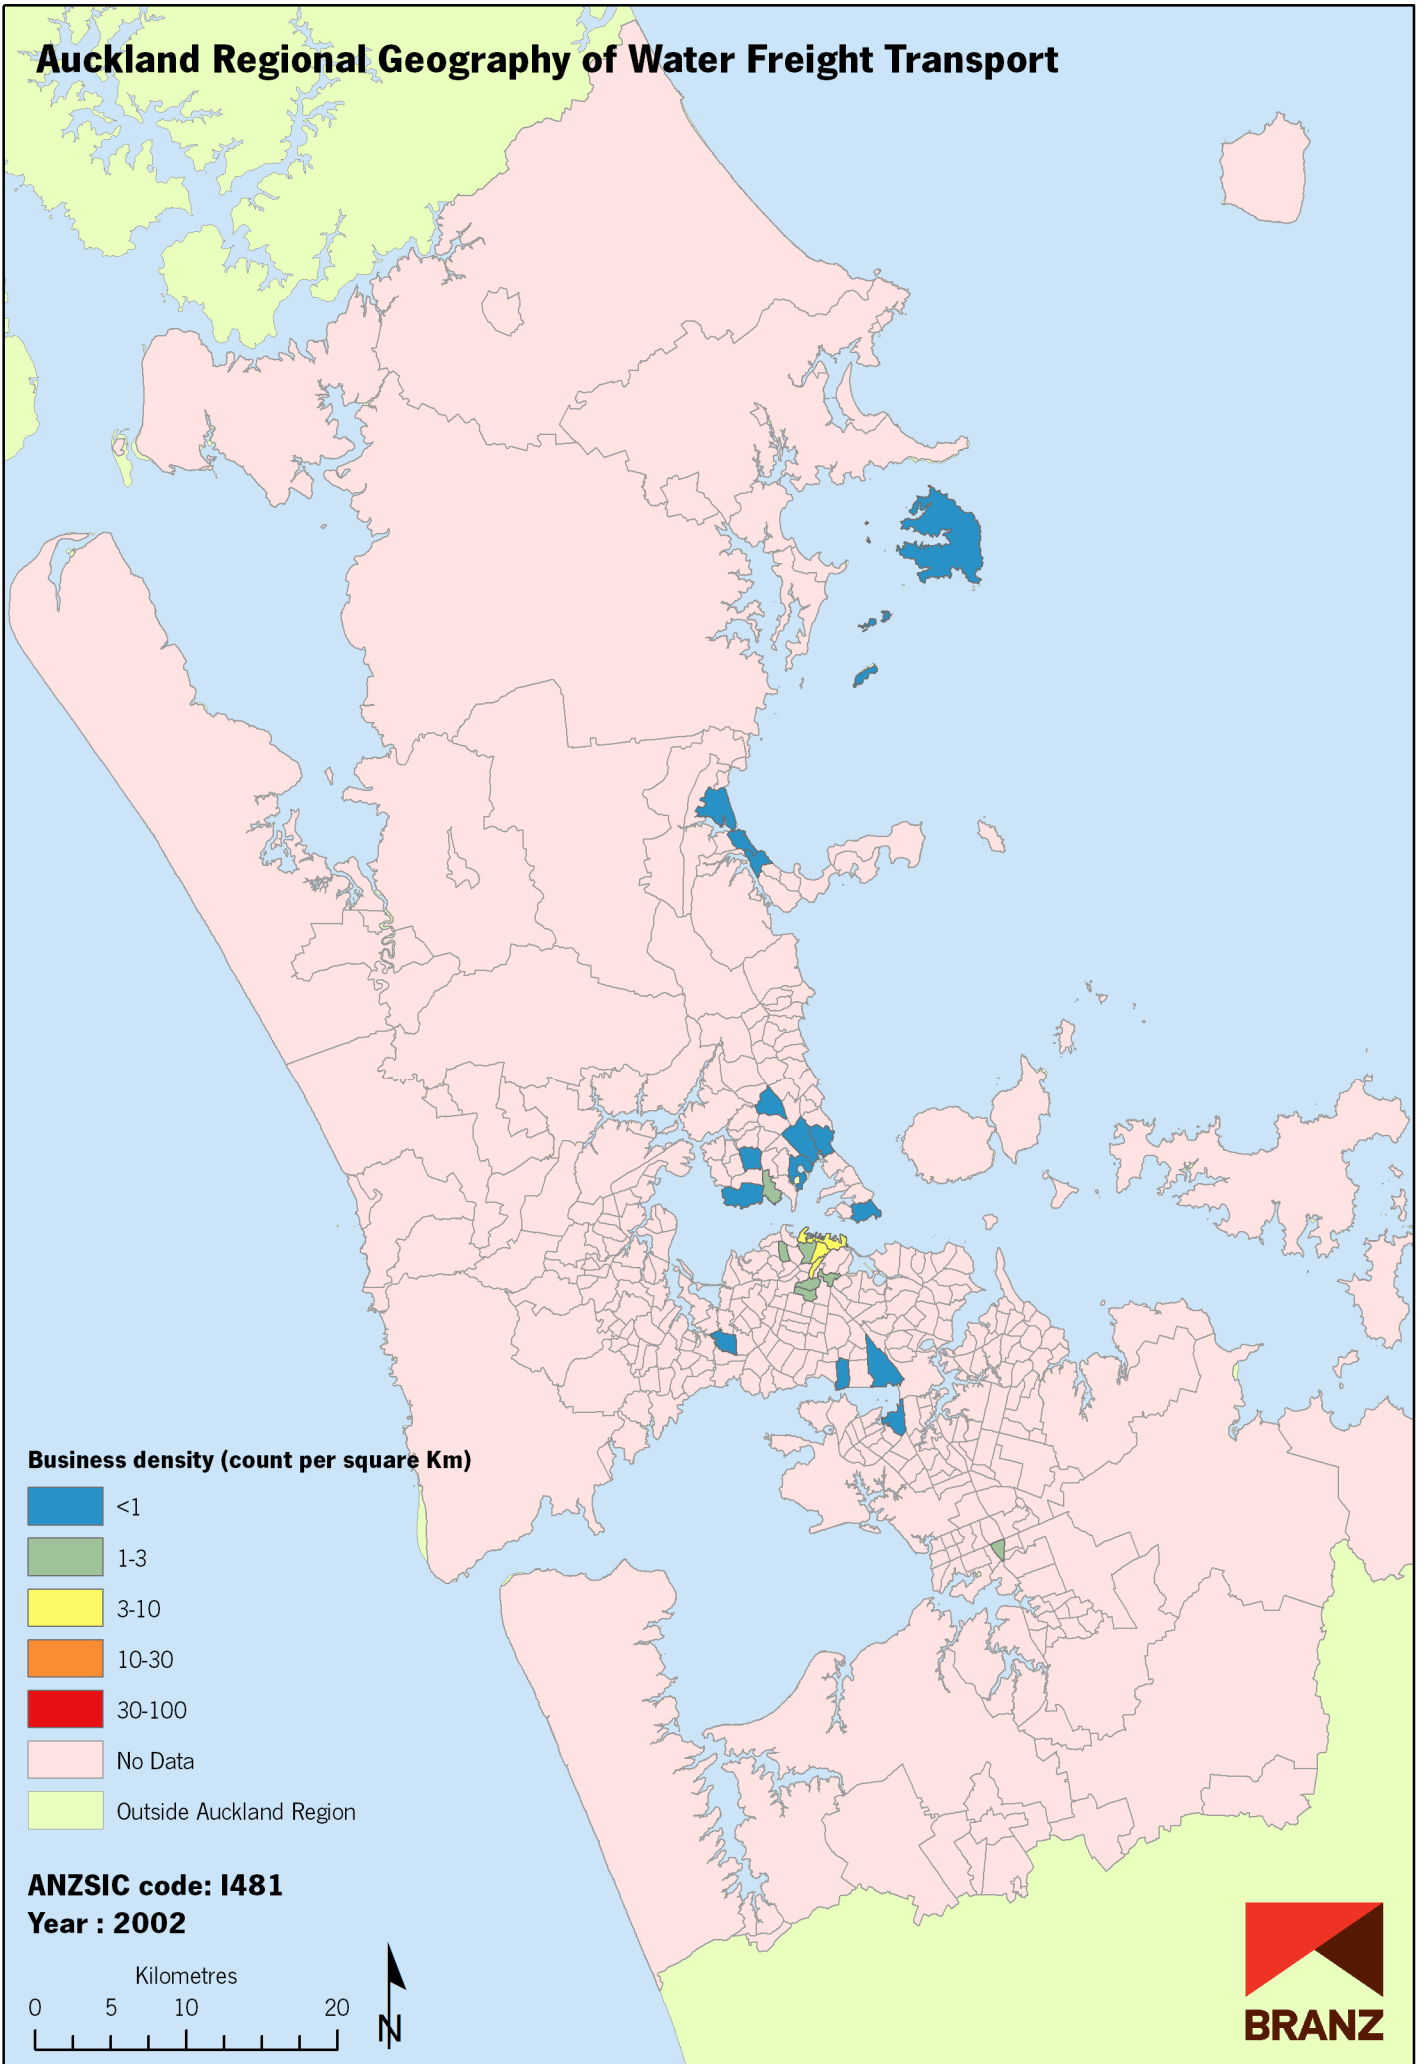 Auckland Regional Geography of Water Freight Transport
Business density (count per square Km)
<1
1-3
3-10
10-30
30-100
No Data
Outside Auckland Region
ANZSIC code: I481
Year : 2002
Kilometres
0 5 10 20
N
BRANZ